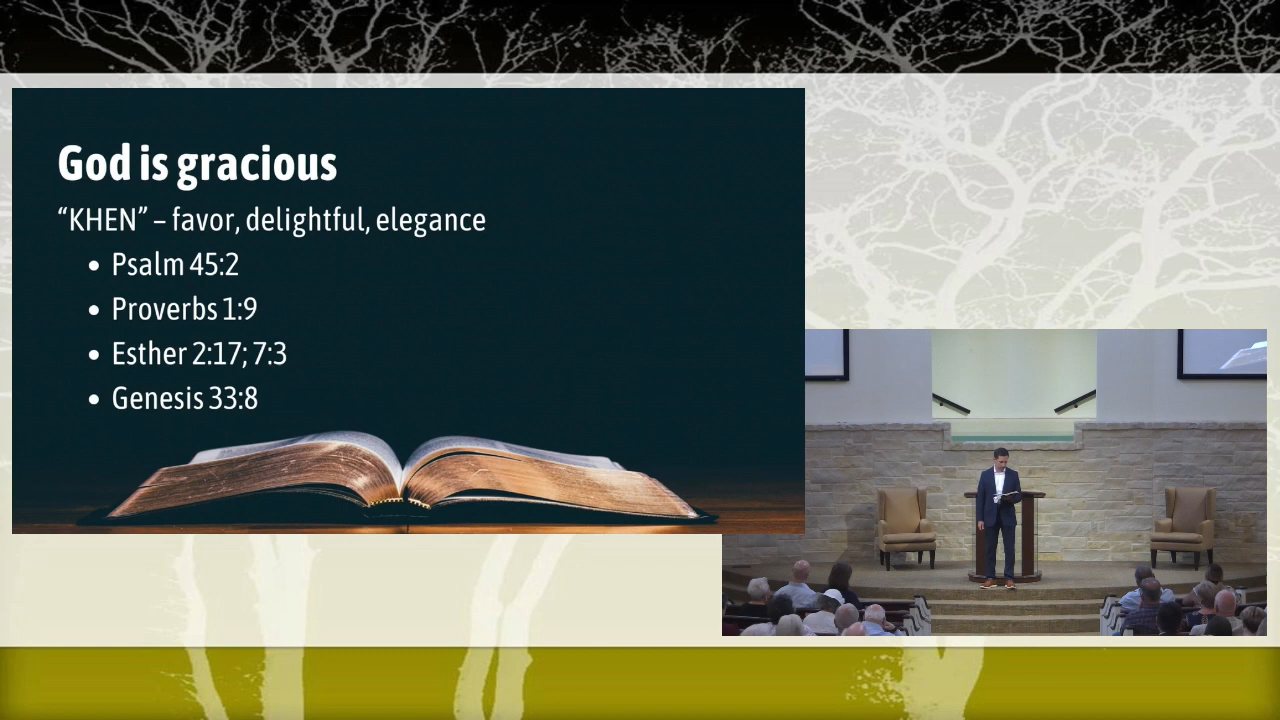 God is gracious
“KHEN” – favor, delightful, elegance
• Psalm 45:2
• Proverbs 1:9
• Esther 2:17; 7:3
• Genesis 33:8